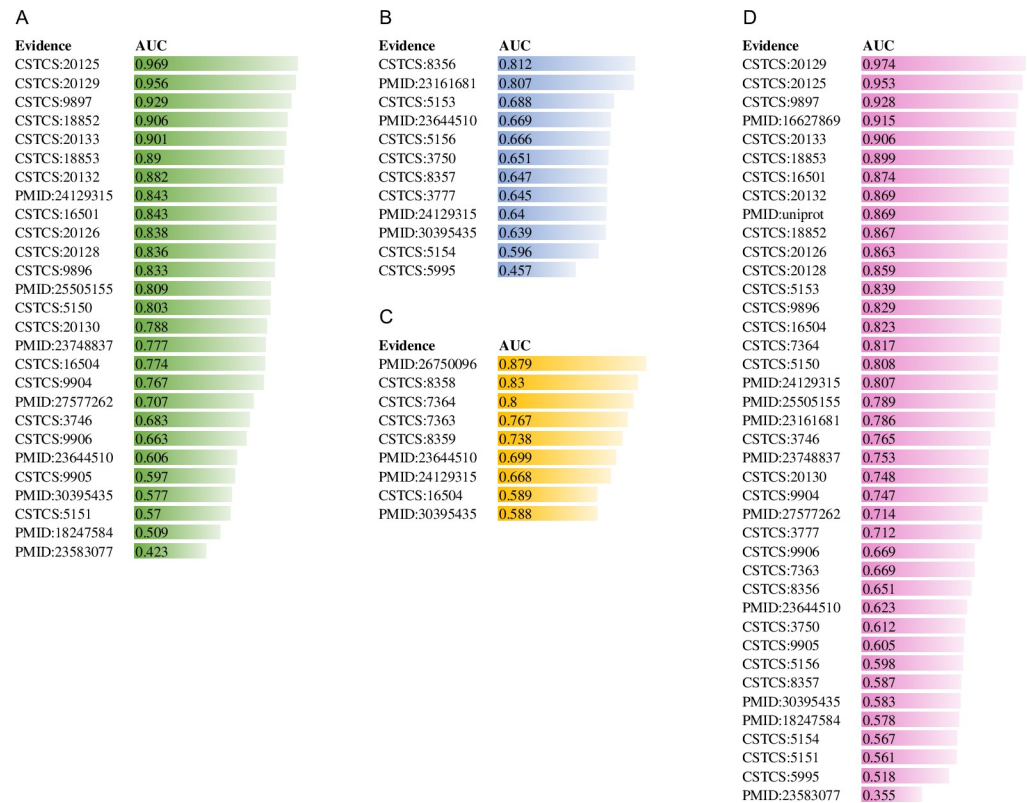 A
Evidence AUC
CSTCS:20125 0.969
CSTCS:20129 0.956
CSTCS:9897 0.929
CSTCS:18852 0.906
CSTCS:20133 0.901
CSTCS:18853 0.89
CSTCS:20132 0.882
PMID:24129315 0.843
CSTCS:16501 0.843
CSTCS:20126 0.838
CSTCS:20128 0.836
CSTCS:9896 0.833
PMID:25505155 0.809
CSTCS:5150 0.803
CSTCS:20130 0.788
PMID:23748837 0.777
CSTCS:16504 0.774
CSTCS:9904 0.767
PMID:27577262 0.707
CSTCS:3746 0.683
CSTCS:9906 0.663
PMID:23644510 0.606
CSTCS:9905 0.597
PMID:30395435 0.577
CSTCS:5151 0.57
PMID:18247584 0.509
PMID:23583077 0.423
B
Evidence AUC
CSTCS:8356 0.812
PMID:23161681 0.807
CSTCS:5153 0.688
PMID:23644510 0.669
CSTCS:5156 0.666
CSTCS:3750 0.651
CSTCS:8357 0.647
CSTCS:3777 0.645
PMID:24129315 0.64
PMID:30395435 0.639
CSTCS:5154 0.596
CSTCS:5995 0.457
C
Evidence AUC
PMID:26750096 0.879
CSTCS:8358 0.83
CSTCS:7364 0.8
CSTCS:7363 0.767
CSTCS:8359 0.738
PMID:23644510 0.699
PMID:24129315 0.668
CSTCS:16504 0.589
PMID:30395435 0.588
D
Evidence AUC
CSTCS:20129 0.974
CSTCS:20125 0.953
CSTCS:9897 0.928
PMID:16627869 0.915
CSTCS:20133 0.906
CSTCS:18853 0.899
CSTCS:16501 0.874
CSTCS:20132 0.869
PMID:uniprot 0.869
CSTCS:18852 0.867
CSTCS:20126 0.863
CSTCS:20128 0.859
CSTCS:5153 0.839
CSTCS:9896 0.829
CSTCS:16504 0.823
CSTCS:7364 0.817
CSTCS:5150 0.808
PMID:24129315 0.807
PMID:25505155 0.789
PMID:23161681 0.786
CSTCS:3746 0.765
PMID:23748837 0.753
CSTCS:20130 0.748
CSTCS:9904 0.747
PMID:27577262 0.714
CSTCS:3777 0.712
CSTCS:9906 0.669
CSTCS:7363 0.669
CSTCS:8356 0.651
PMID:23644510 0.623
CSTCS:3750 0.612
CSTCS:9905 0.605
CSTCS:5156 0.598
CSTCS:8357 0.587
PMID:30395435 0.583
PMID:18247584 0.578
CSTCS:5154 0.567
CSTCS:5151 0.561
CSTCS:5995 0.518
PMID:23583077 0.355